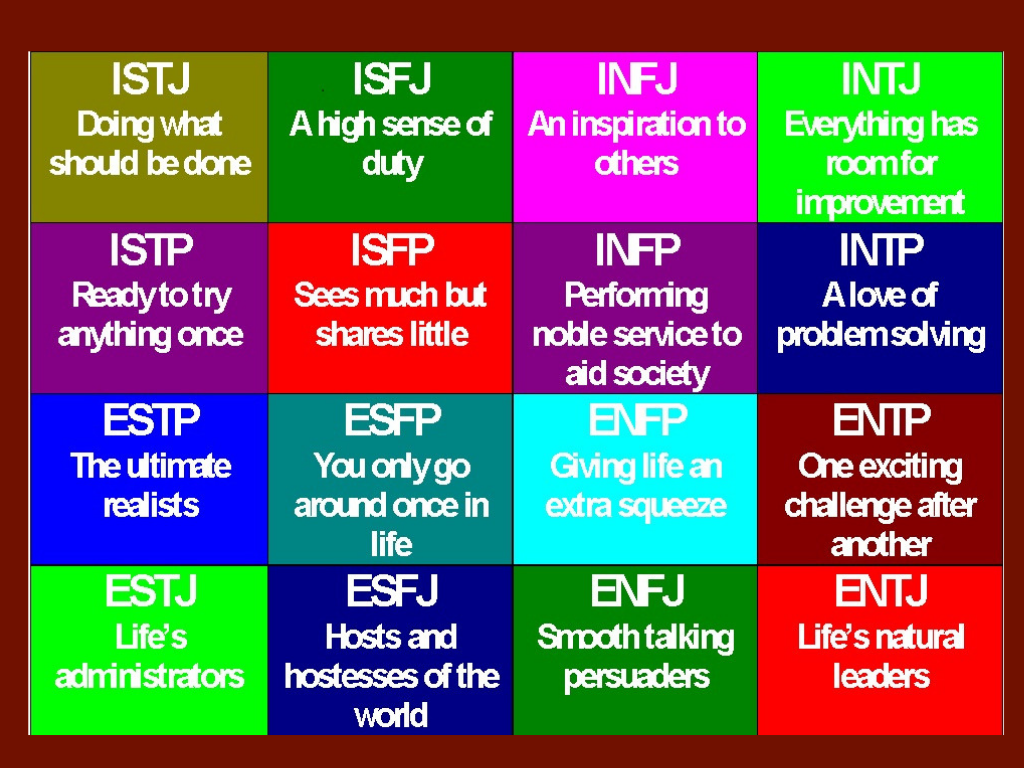 ISTJ
Doing what
should be done
ISFJ
A high sense of
duty
INFJ
An inspiration to
others
INTJ
Everything has
room for
improvement
ISTP
Ready to try
anything once
ISFP
Sees much but
shares little
INFP
Performing
noble service to
aid society
INTP
A love of
problem solving
ESTP
The ultimate
realists
ESFP
You only go
around once in
life
ENFP
Giving life an
extra squeeze
ENTP
One exciting
challenge after
another
ESTJ
Life’s
administrators
ESFJ
Hosts and
hostesses of the
world
ENFJ
Smooth talking
persuaders
ENTJ
Life’s natural
leaders